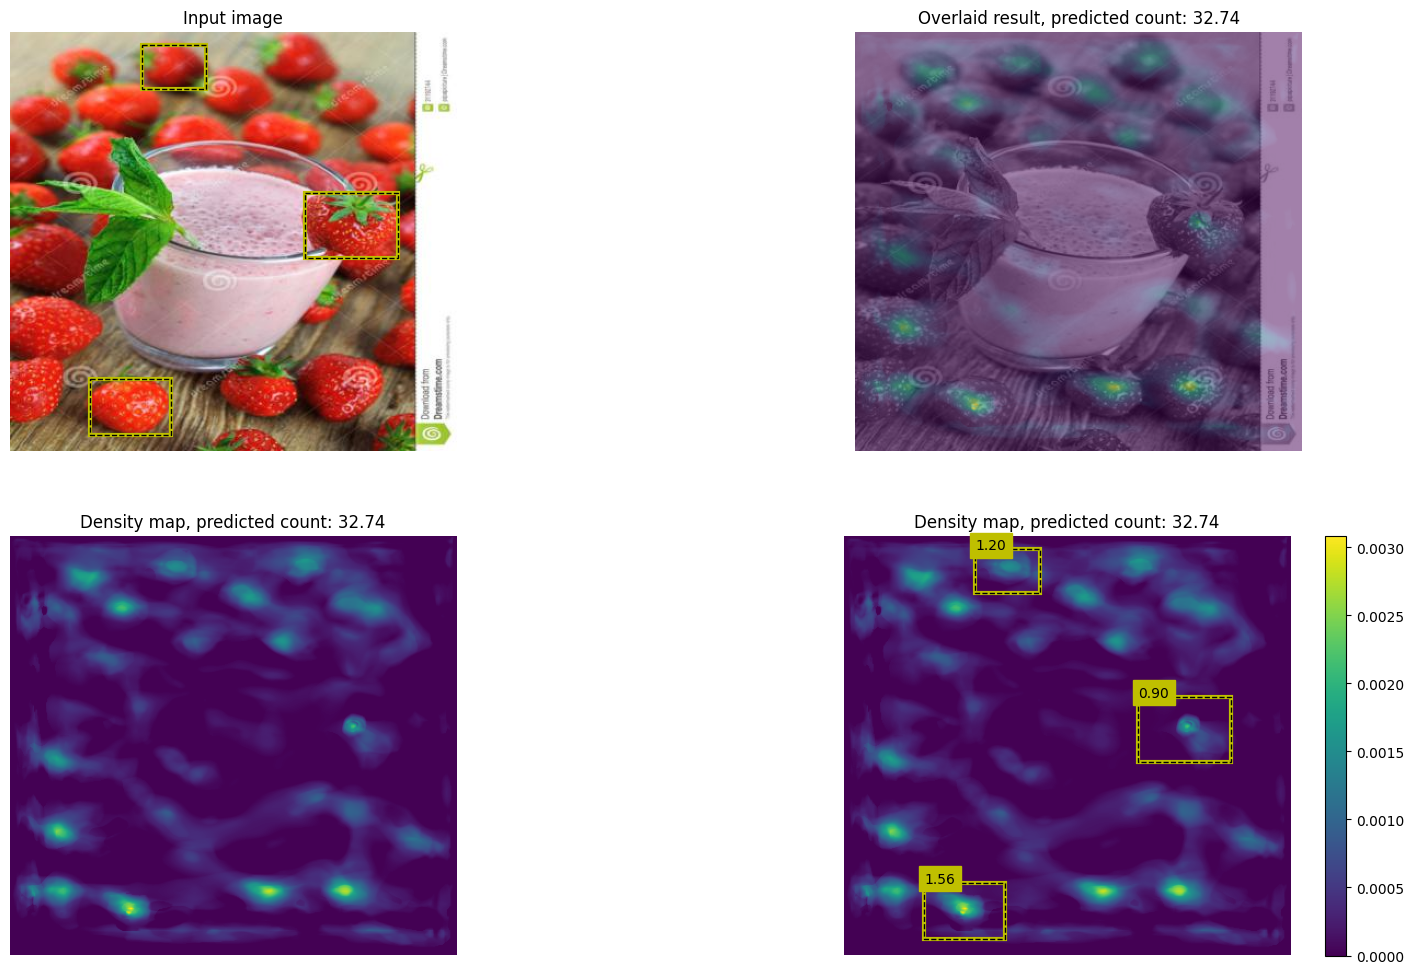 Input image
Overlaid result, predicted count: 32.74
dreamstime
Download from
Dreamstime.com
Density map, predicted count: 32.74
Density map, predicted count: 32.74
1.20
0.90
1.56
0.0030
0.0025
0.0020
0.0015
0.0010
0.0005
0.0000